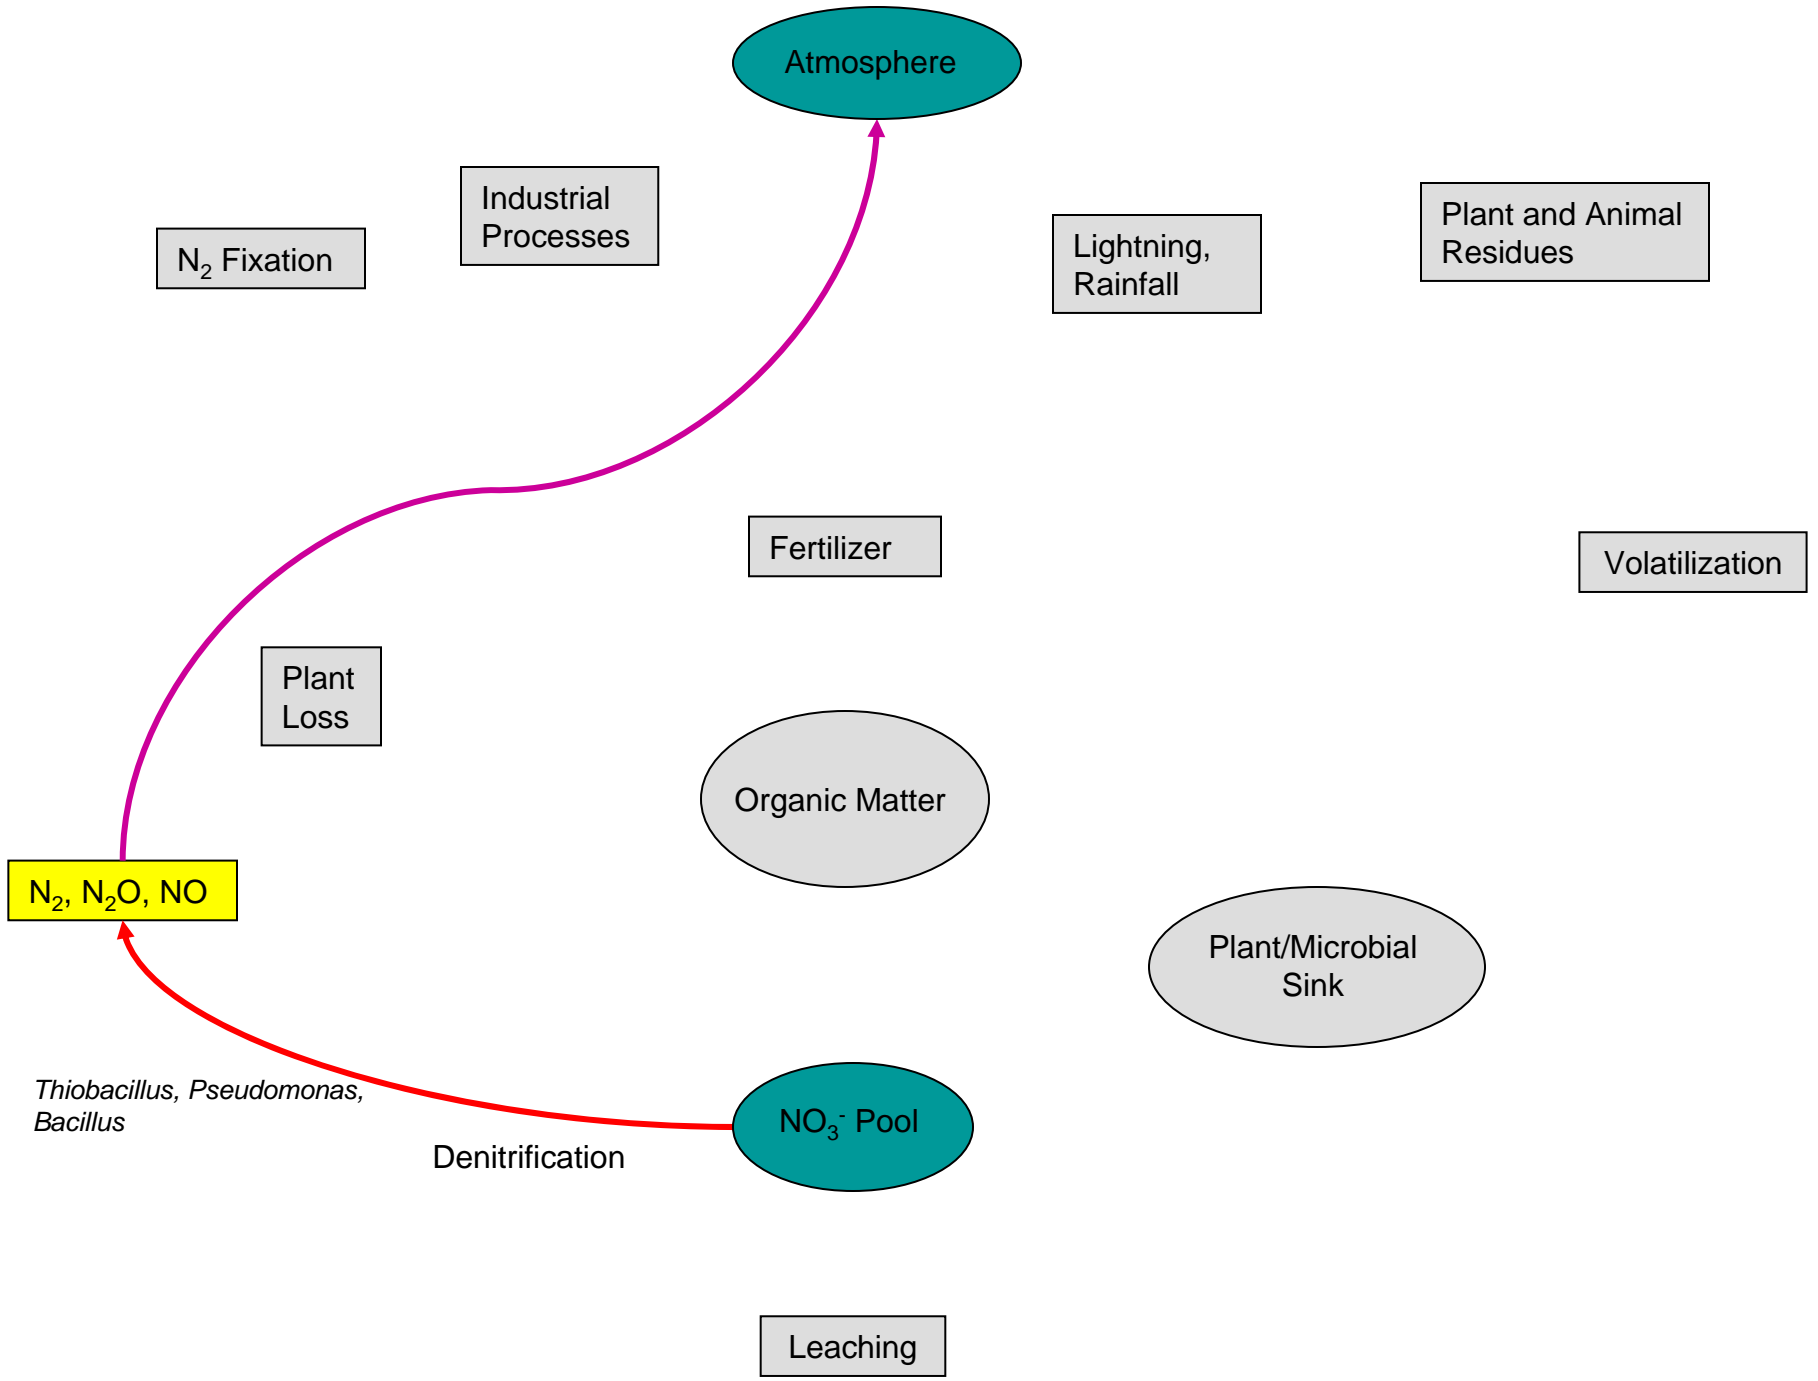 Atmosphere
Industrial
Processes
N₂ Fixation
Lightning,
Rainfall
Plant and Animal
Residues
Fertilizer
Volatilization
Plant
Loss
Organic Matter
N₂, N₂O, NO
Plant/Microbial
Sink
Thiobacillus, Pseudomonas,
Bacillus
NO₃⁻ Pool
Denitrification
Leaching